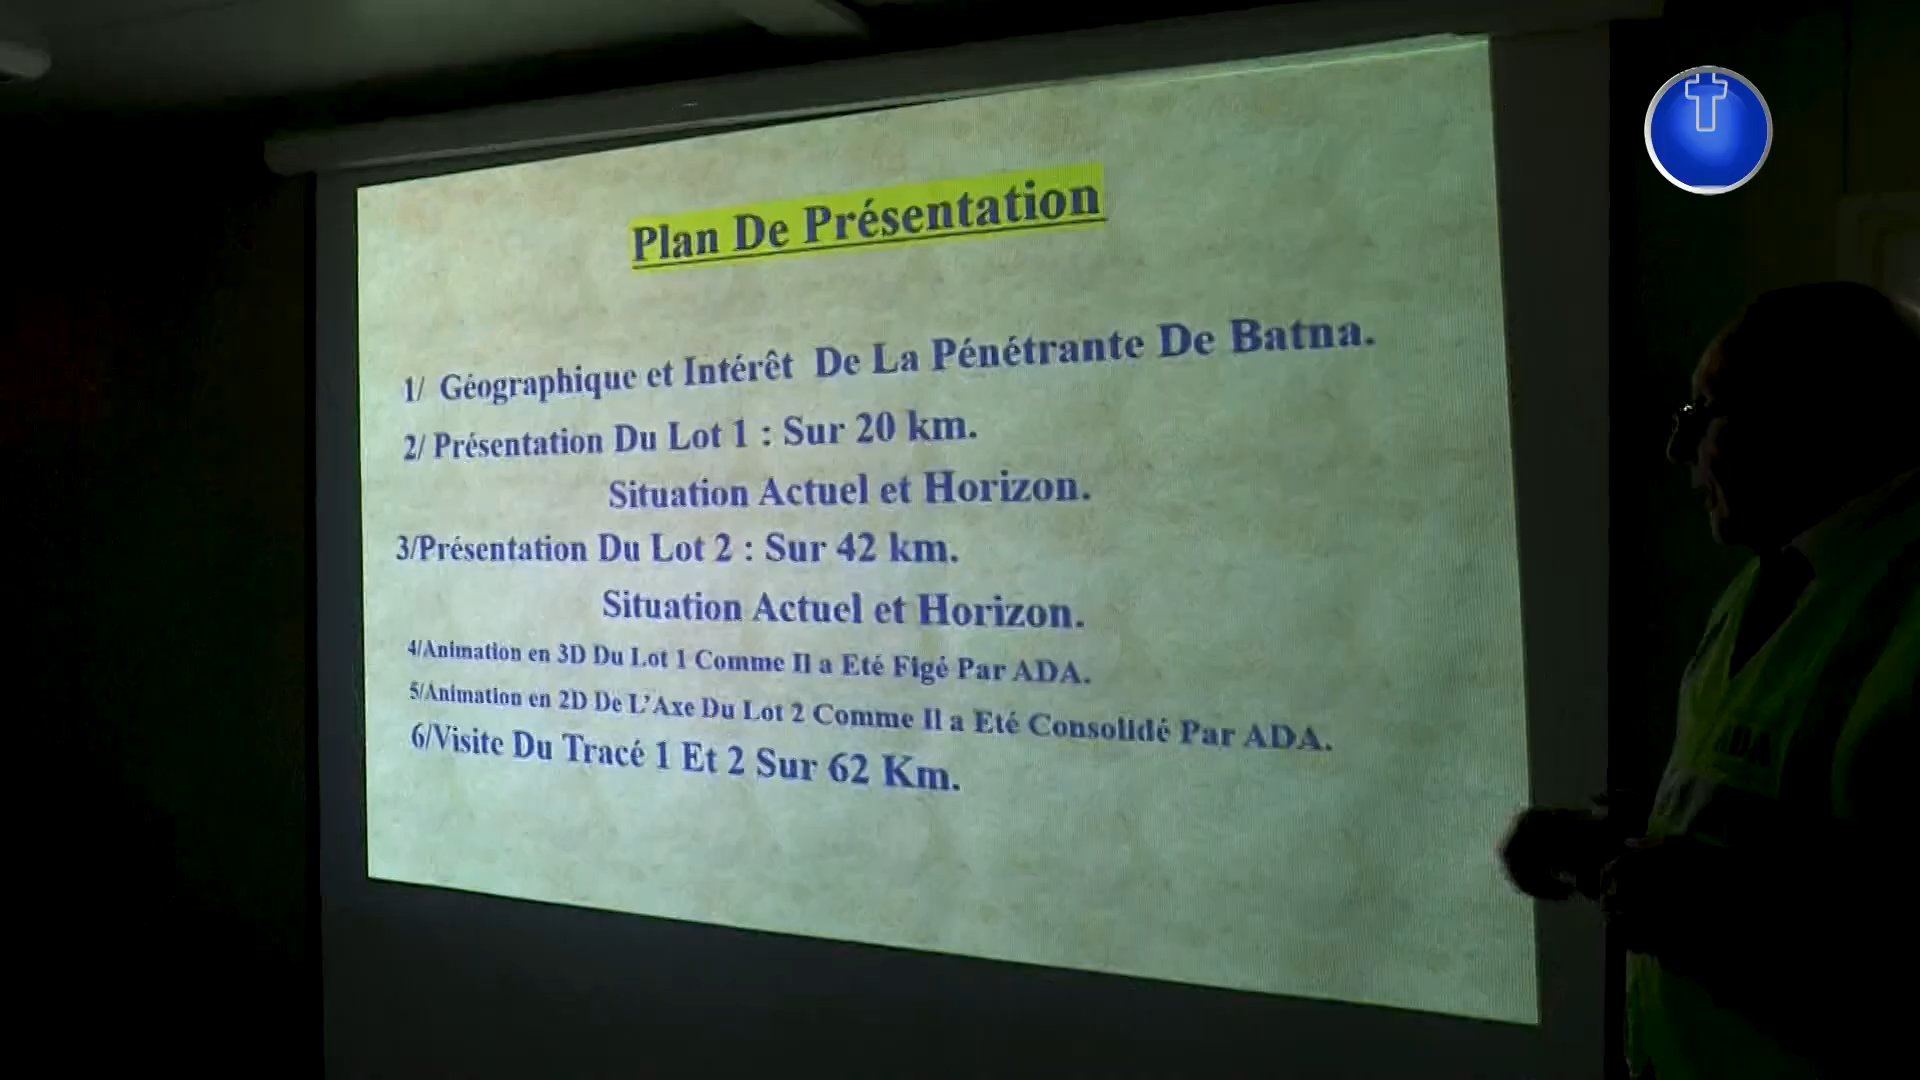 Plan De Présentation
1/ Géographique et Intérêt De La Pénétrante De Batna.
2/ Présentation Du Lot 1 : Sur 20 km.
Situation Actuel et Horizon.
3/Présentation Du Lot 2 : Sur 42 km.
Situation Actuel et Horizon.
4/Animation en 3D Du Lot 1 Comme Il a Eté Figé Par ADA.
5/Animation en 2D De L’Axe Du Lot 2 Comme Il a Eté Consolidé Par ADA.
6/Visite Du Tracé 1 Et 2 Sur 62 Km.
T
ADA